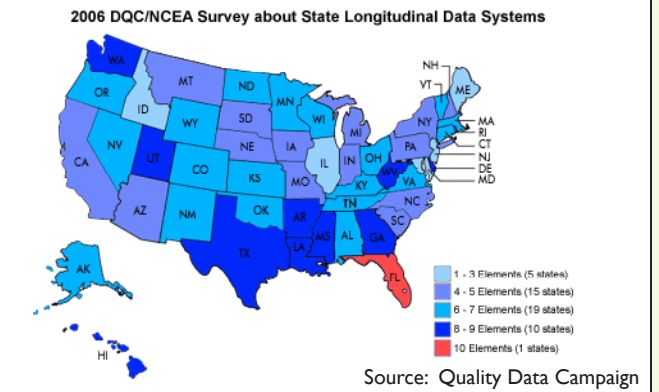 2006 DQC/NCEA Survey about State Longitudinal Data Systems
WA
MT
ND
MN
OR
ID
WY
SD
WI
MI
NH
VT
ME
NY
MA
RI
CT
NJ
DE
MD
NV
UT
CO
NE
IA
IL
IN
OH
PA
WV
VA
CA
AZ
NM
KS
MO
KY
OK
AR
TN
NC
SC
TX
LA
MS
AL
GA
FL
AK
HI
1 - 3 Elements (5 states)
4 - 5 Elements (15 states)
6 - 7 Elements (19 states)
8 - 9 Elements (10 states)
10 Elements (1 states)
Source: Quality Data Campaign